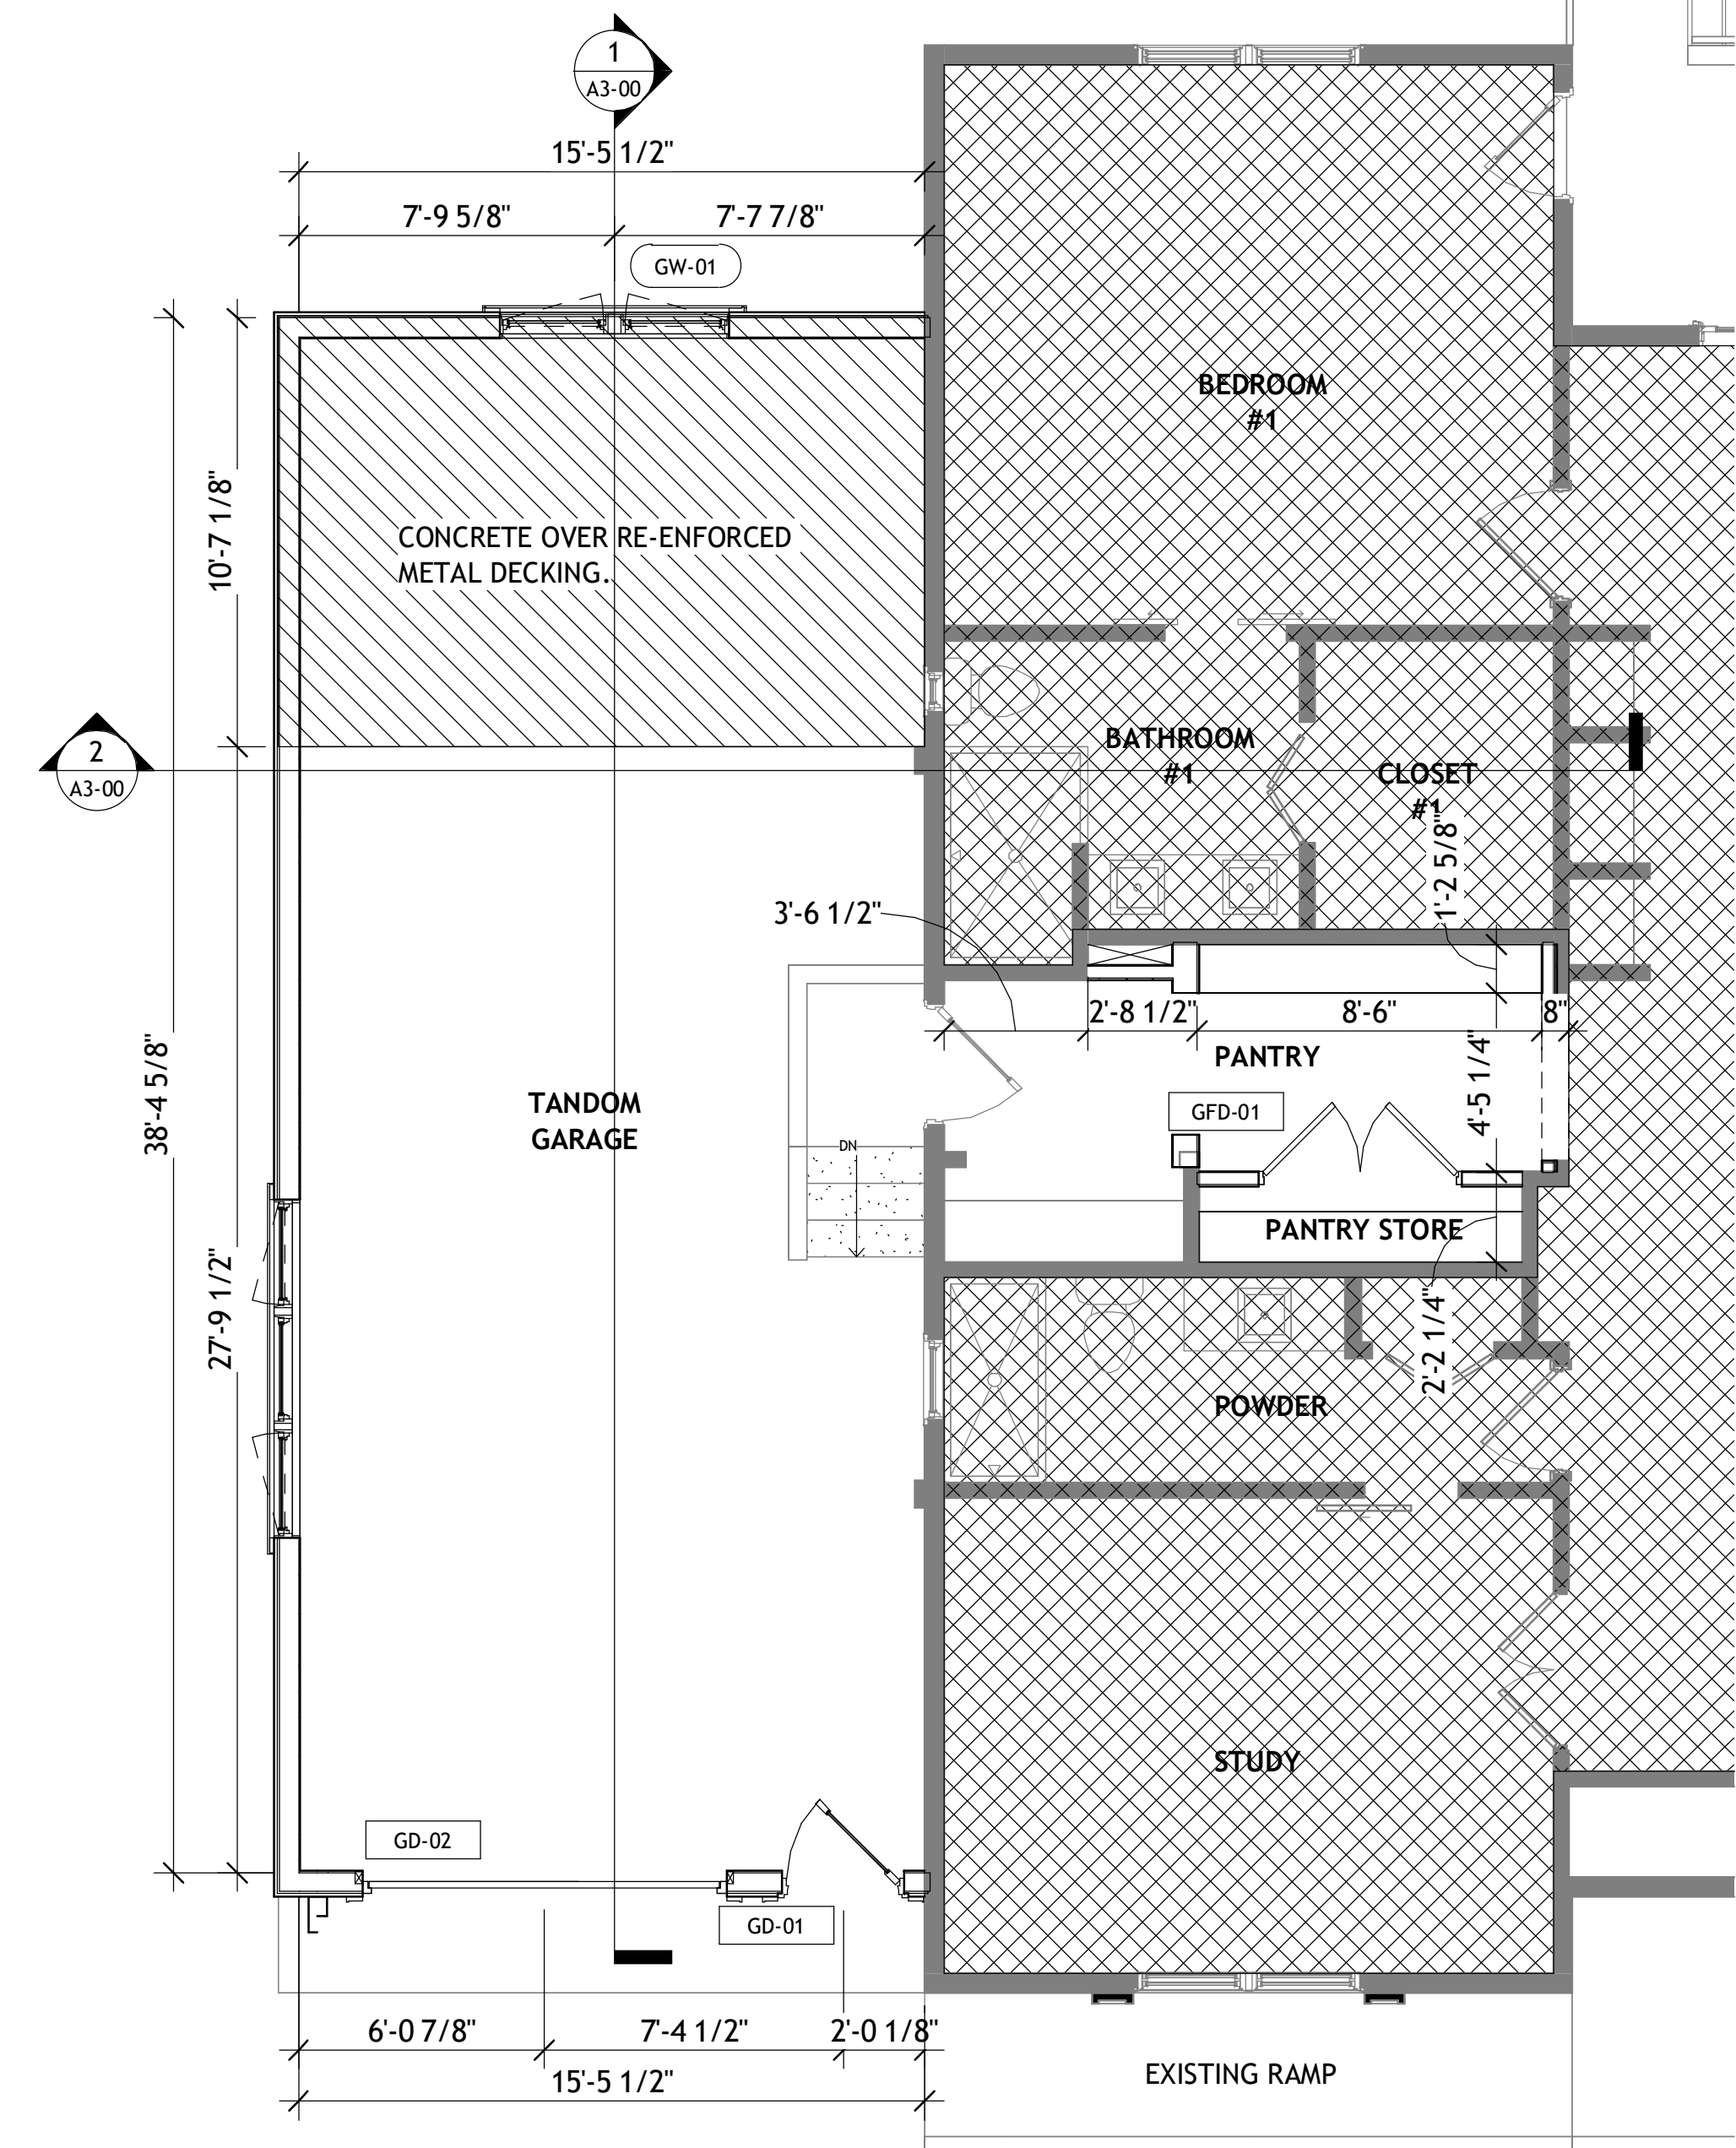 1
A3-00
15'-5 1/2"
7'-9 5/8"
7'-7 7/8"
GW-01
BEDROOM
#1
10'-7 1/8"
CONCRETE OVER RE-ENFORCED
METAL DECKING.
2
A3-00
BATHROOM
#1
CLOSET
#1
1'-2 5/8"
3'-6 1/2"
2'-8 1/2"
8'-6"
8"
PANTRY
4'-5 1/4"
GFD-01
38'-4 5/8"
TANDOM
GARAGE
DN
PANTRY STORE
27'-9 1/2"
2'-2 1/4"
POWDER
STUDY
GD-02
GD-01
6'-0 7/8"
7'-4 1/2"
2'-0 1/8"
15'-5 1/2"
EXISTING RAMP